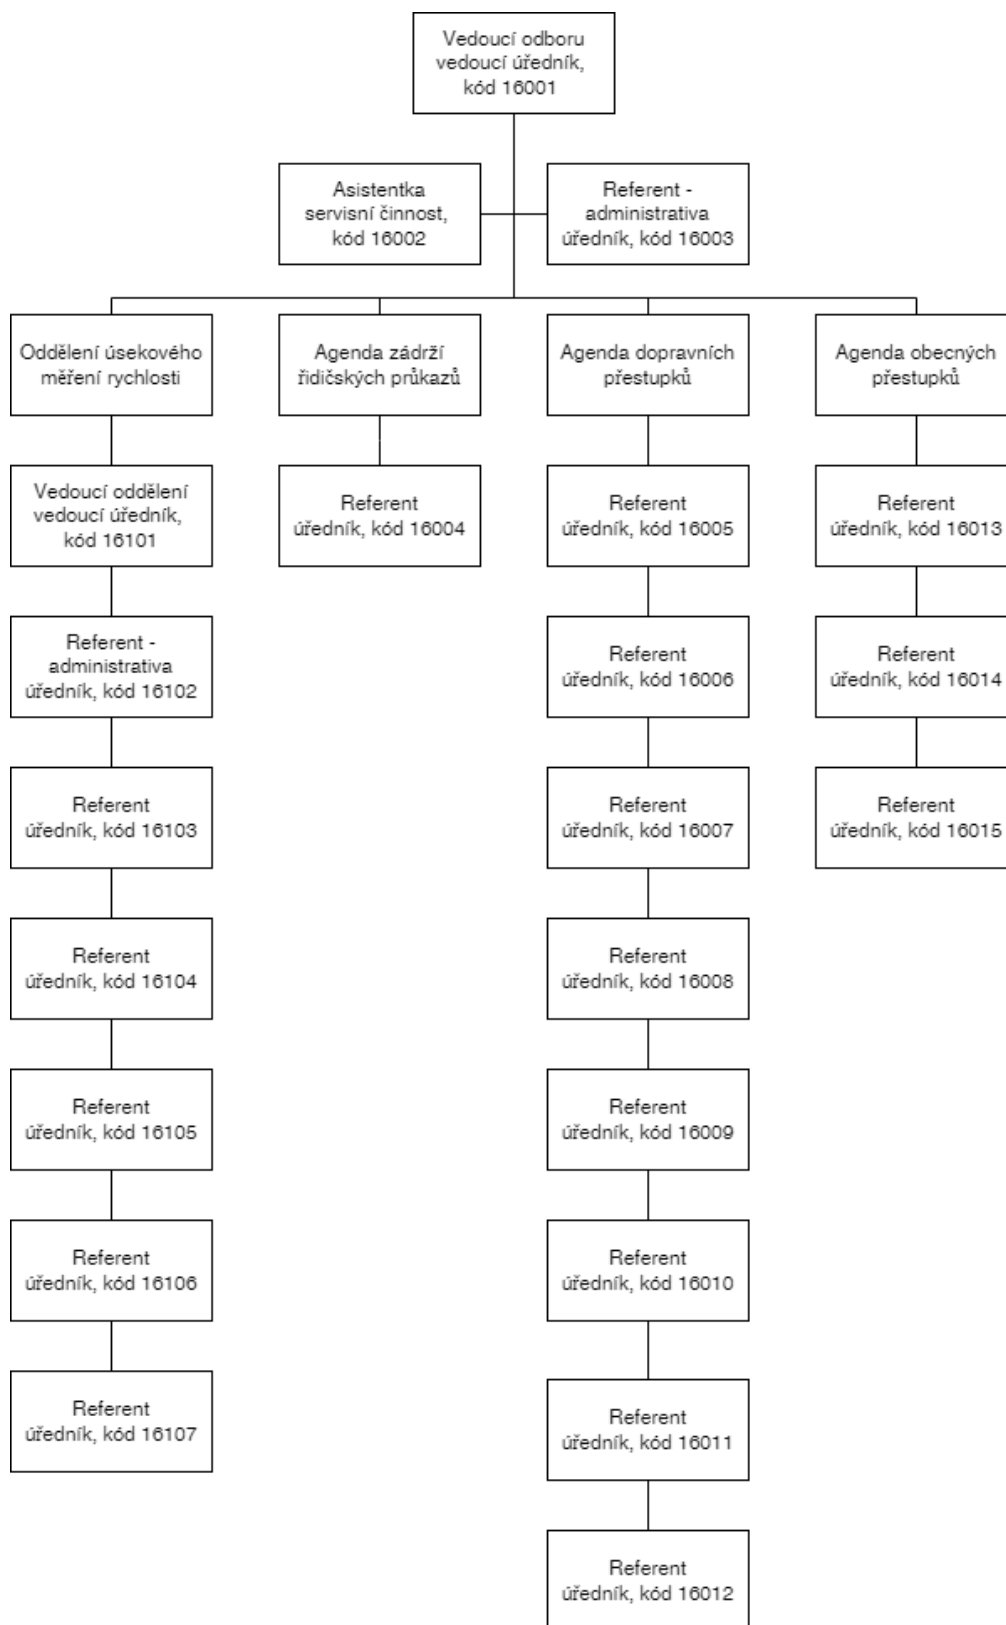 Vedoucí odboru
vedoucí úředník,
kód 16001
Asistentka
servisní činnost,
kód 16002
Referent -
administrativa
úředník, kód 16003
Oddělení úsekového
měření rychlosti
Agenda zádrží
řidičských průkazů
Agenda dopravních
přestupků
Agenda obecných
přestupků
Vedoucí oddělení
vedoucí úředník,
kód 16101
Referent
úředník, kód 16004
Referent
úředník, kód 16005
Referent
úředník, kód 16013
Referent -
administrativa
úředník, kód 16102
Referent
úředník, kód 16006
Referent
úředník, kód 16014
Referent
úředník, kód 16103
Referent
úředník, kód 16007
Referent
úředník, kód 16015
Referent
úředník, kód 16104
Referent
úředník, kód 16008
Referent
úředník, kód 16105
Referent
úředník, kód 16009
Referent
úředník, kód 16106
Referent
úředník, kód 16010
Referent
úředník, kód 16107
Referent
úředník, kód 16011
Referent
úředník, kód 16012